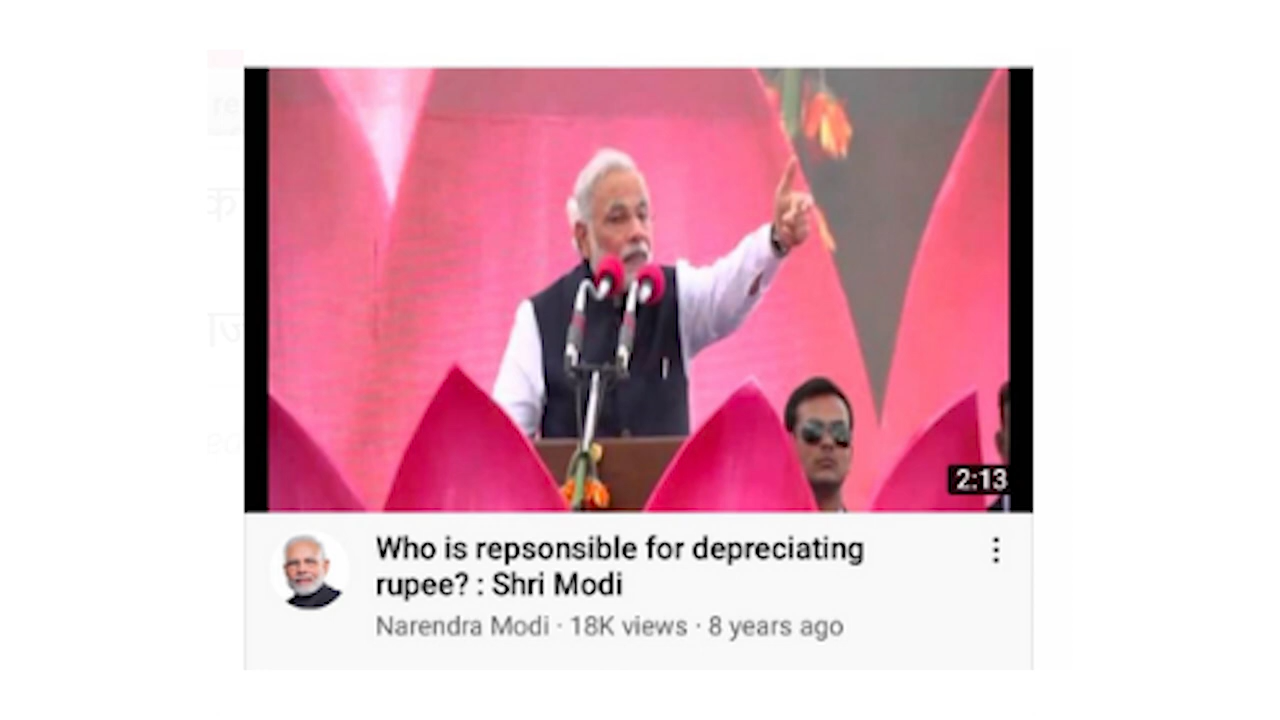 2:13
Who is repsonsible for depreciating
rupee? : Shri Modi
Narendra Modi · 18K views · 8 years ago